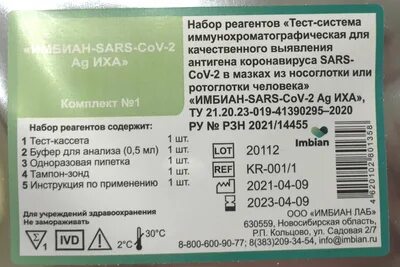 «ИМБИАН-SARS-CoV-2
Ag ИХА»
Комплект №1
Набор реагентов «Тест-система
иммунохроматографическая для
качественного выявления
антигена коронавируса SARS-
CoV-2 в мазках из носоглотки или
ротоглотки человека»
«ИМБИАН-SARS-CoV-2 Ag ИХА»,
ТУ 21.20.23-019-40301295–2020
РУ № РЗН 2021/14455
Imbian
Набор реагентов содержит:
1 Тест-кассета 1 шт.
2 Буфер для анализа (0,5 мл) 1 шт.
3 Одноразовая пипетка 1 шт.
4 Тампон-зонд 1 шт.
5 Инструкция по применению 1 шт.
LOT 20112
REF KR-001/1
2021-04-09
2023-04-09
4620102801358
Для учреждений здравоохранения
Σ 1 IVD 2°C 30°C
ООО «ИМБИАН ЛАБ»
630559, Новосибирская область,
Р.П. Кольцово, ул. Садовая 2/7
8-800-600-90-77; 8(383)209-34-54, info@imbian.ru